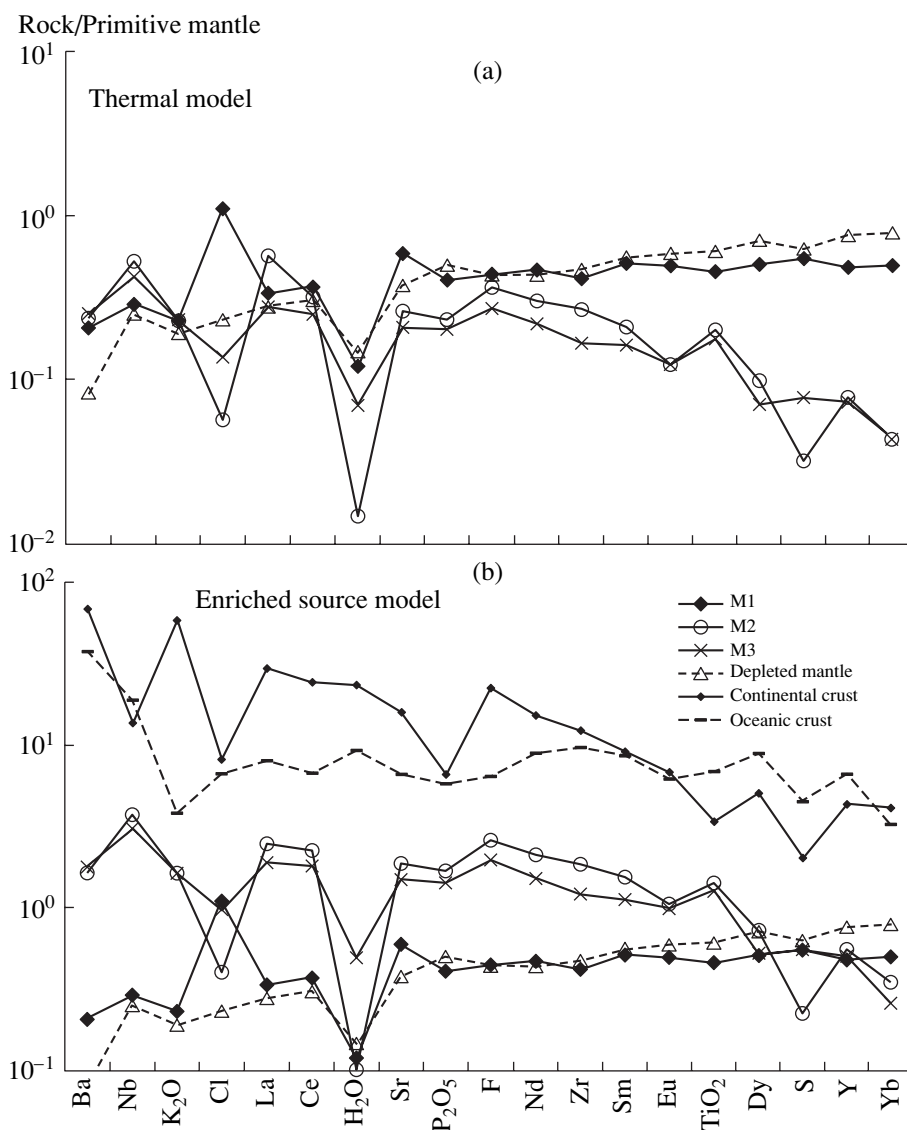 Rock/Primitive mantle
10¹
(a)
Thermal model
10⁰
10⁻¹
10⁻²
10²
(b)
Enriched source model
M1
M2
M3
Depleted mantle
Continental crust
Oceanic crust
10¹
10⁰
10⁻¹
Ba Nb K₂O Cl La Ce H₂O Sr P₂O₅ F Nd Zr Sm Eu TiO₂ Dy S Y Yb